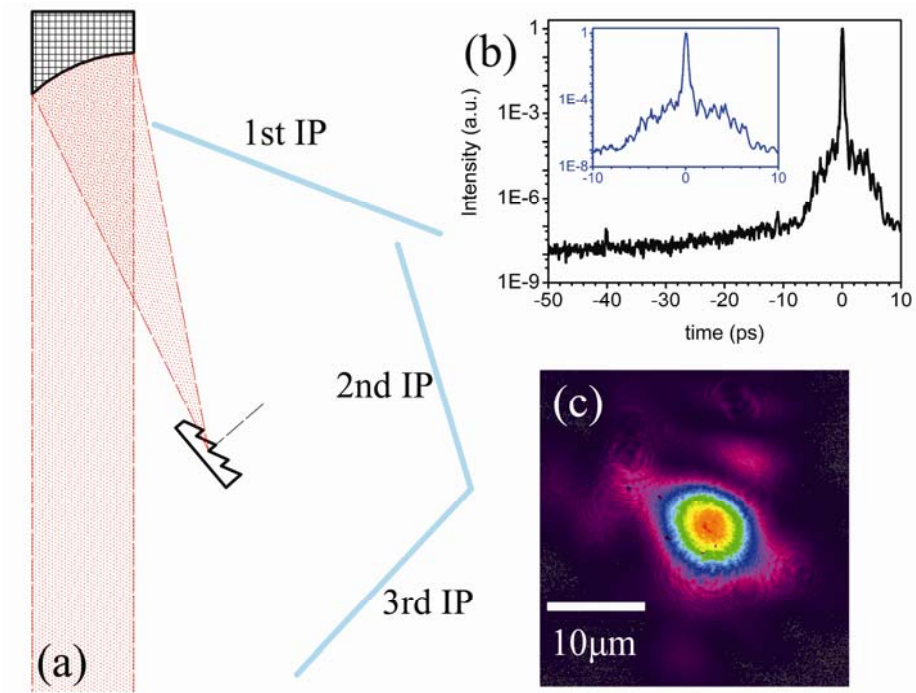 (a)
1st IP
2nd IP
3rd IP
(b)
Intensity (a.u.)
1
1E-3
1E-6
1E-9
-50
-40
-30
-20
-10
0
10
time (ps)
1
1E-4
1E-8
-10
0
10
(c)
10µm